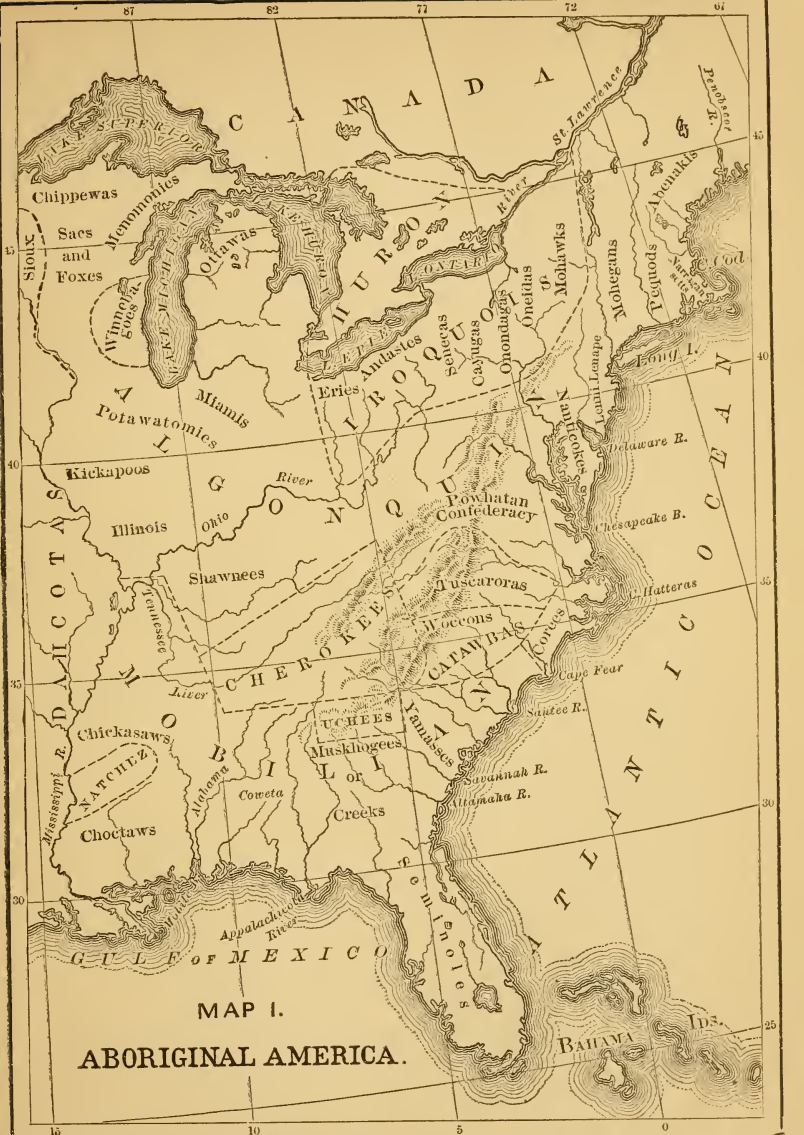 87 82 77 72 67
CANADA
LAKE SUPERIOR
St. Lawrence
River
Penobscot
R.
45
Chippewas
Menomonies
Abenakis
Sioux
Sacs
and
Foxes
45
LAKE MICHIGAN
Ottawas
LAKE HURON
HURON
IROQUOIS
ONTARIO
Mohawks
Oneidas
Onondagas
Cayugas
Senecas
Mohegans
Pequods
C. Cod
Winneba-
goes
L. ERIE
Andastes
Eries
Long I.
40
Miamis
Potawatomies
ALGONQUIN
Lenni Lenape
Nanticokes
Delaware R.
40
Kickapoos
Ohio River
Powhatan
Confederacy
Chesapeake B.
Illinois
Shawnees
Tuscaroras
C. Hatteras
35
Tennessee
River
Woccons
Corees
CHEROKEES
CATAWBAS
Cape Fear
Santee R.
35
DAHCOTAS
MOBILIAN
Chickasaws
UCHEES
Yamasses
Muskhogees
or
Creeks
NATCHEZ
Mississippi R.
Alabama
Coweta
Savannah R.
Altamaha R.
30
Choctaws
ATLANTIC OCEAN
30
Mobile
Appalachicola
River
Seminoles
GULF OF MEXICO
MAP I.
ABORIGINAL AMERICA.
BAHAMA IDS.
25
15 10 5 0